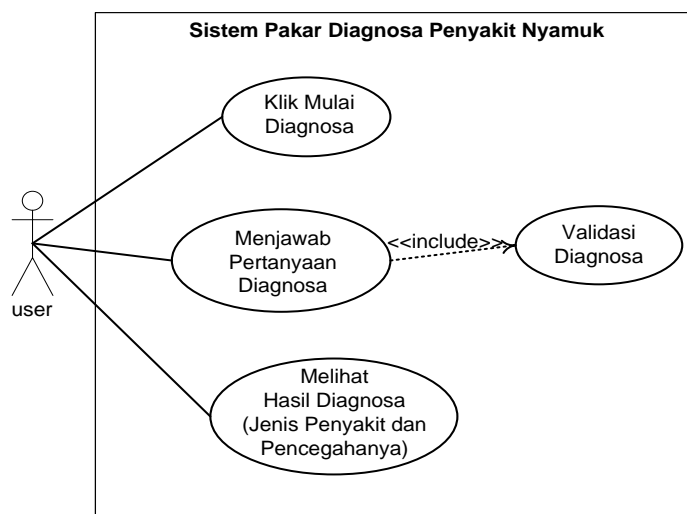 Sistem Pakar Diagnosa Penyakit Nyamuk
Klik Mulai
Diagnosa
Menjawab
Pertanyaan
Diagnosa
<<include>>
Validasi
Diagnosa
user
Melihat
Hasil Diagnosa
(Jenis Penyakit dan
Pencegahanya)